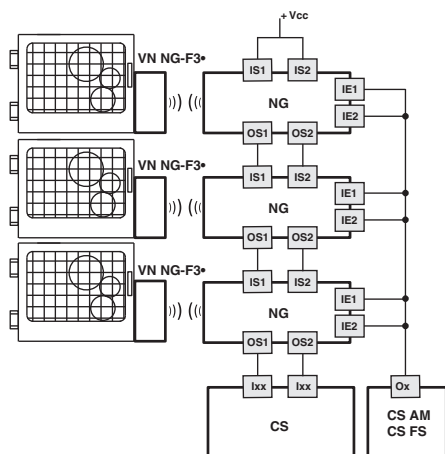 + Vcc
VN NG-F3•
IS1 IS2
IE1
NG
IE2
OS1 OS2
VN NG-F3•
IS1 IS2
IE1
NG
IE2
OS1 OS2
VN NG-F3•
IS1 IS2
IE1
NG
IE2
OS1 OS2
Ixx Ixx Ox
CS
CS AM
CS FS